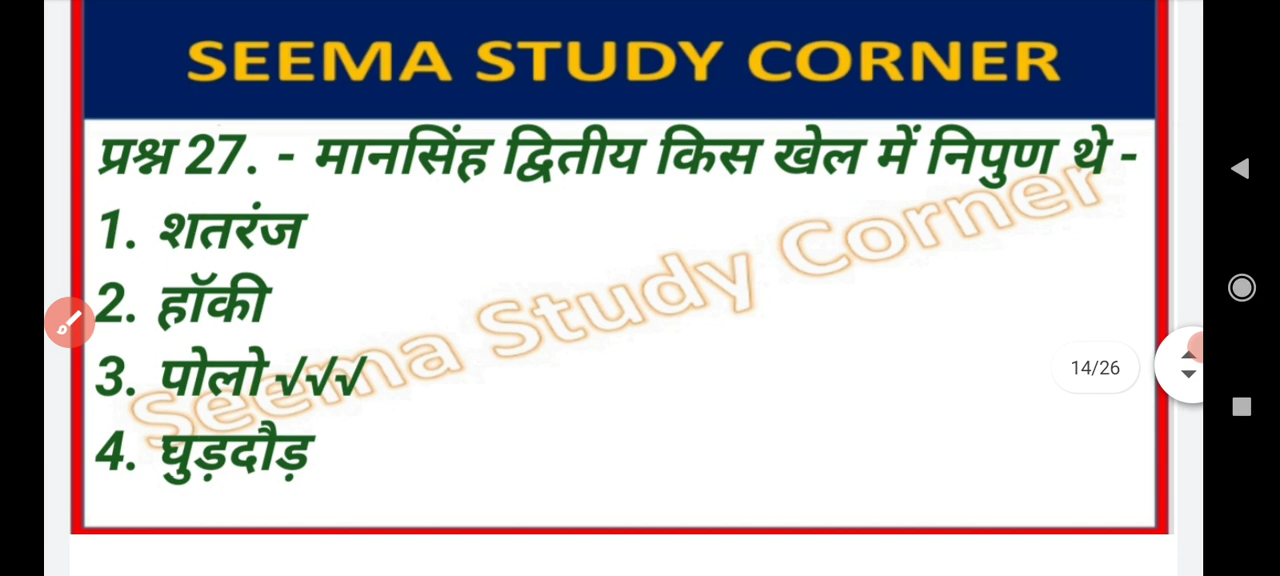 SEEMA STUDY CORNER
प्रश्न 27. - मानसिंह द्वितीय किस खेल में निपुण थे -
1. शतरंज
2. हॉकी
3. पोलो √√√
4. घुड़दौड़
Seema Study Corner
14/26